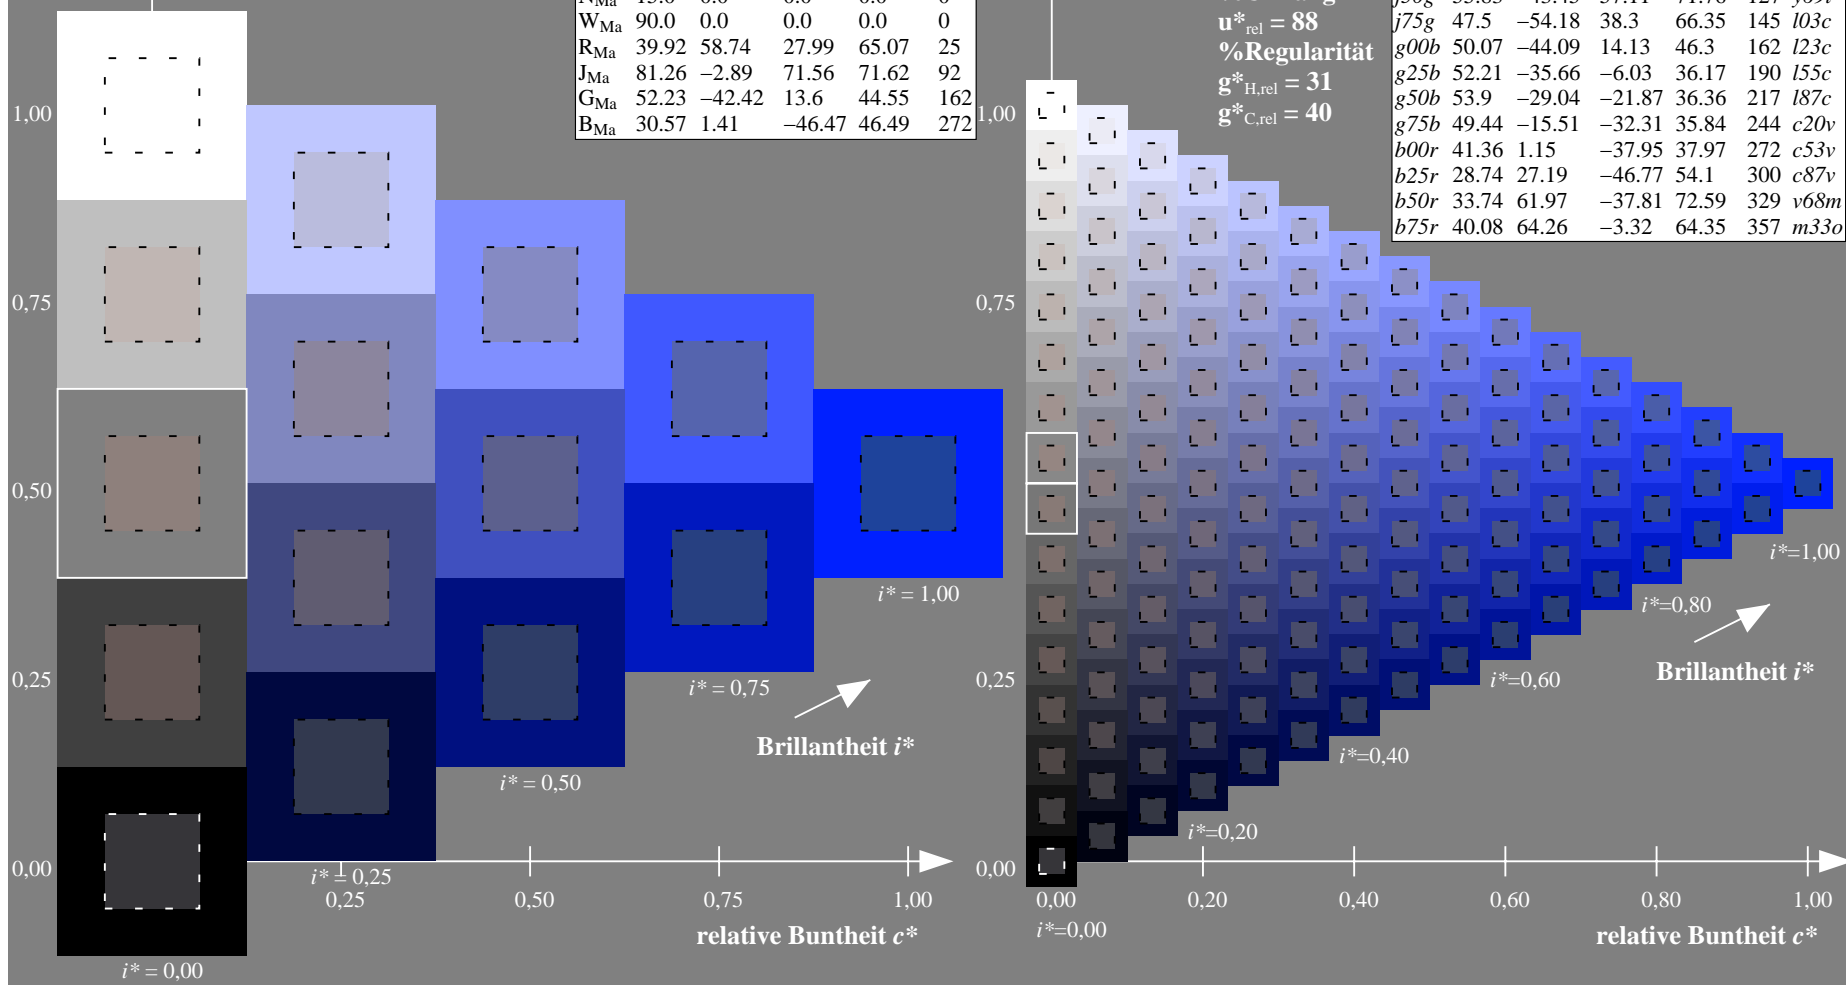 W_Ma 90.0 0.0 0.0 0.0 0
R_Ma 39.92 58.74 27.99 65.07 25
J_Ma 81.26 −2.89 71.56 71.62 92
G_Ma 52.23 −42.42 13.6 44.55 162
B_Ma 30.57 1.41 −46.47 46.49 272
u*rel = 88
%Regularität
g*H,rel = 31
g*C,rel = 40
j75g 47.5 −54.18 38.3 66.35 145 l03c
g00b 50.07 −44.09 14.13 46.3 162 l23c
g25b 52.21 −35.66 −6.03 36.17 190 l55c
g50b 53.9 −29.04 −21.87 36.36 217 l87c
g75b 49.44 −15.51 −32.31 35.84 244 c20v
b00r 41.36 1.15 −37.95 37.97 272 c53v
b25r 28.74 27.19 −46.77 54.1 300 c87v
b50r 33.74 61.97 −37.81 72.59 329 v68m
b75r 40.08 64.26 −3.32 64.35 357 m33o
1,00
0,75
0,50
0,25
0,00
i* = 1,00
i* = 0,75
Brillantheit i*
i* = 0,50
i* = 0,25
0,25 0,50 0,75 1,00
relative Buntheit c*
i* = 0,00
1,00
0,75
0,25
0,00
i*=1,00
i*=0,80
Brillantheit i*
i*=0,60
i*=0,40
i*=0,20
0,00 0,20 0,40 0,60 0,80 1,00
i*=0,00
relative Buntheit c*